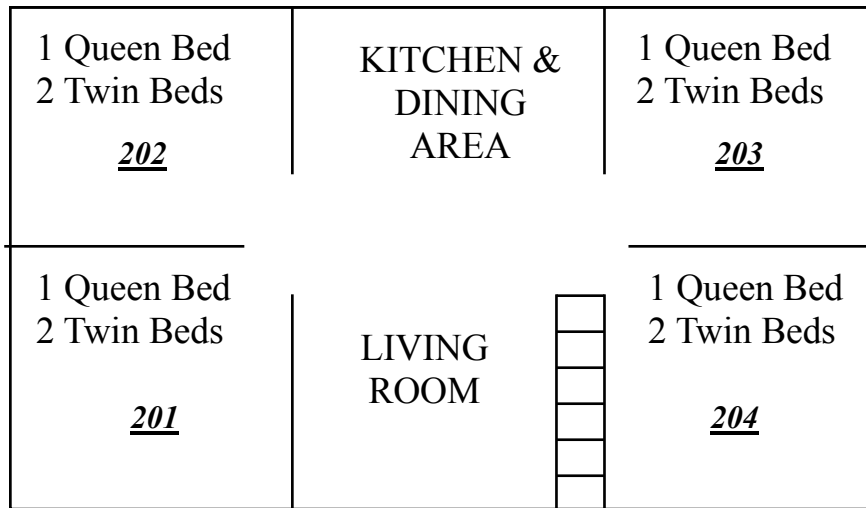 1 Queen Bed
2 Twin Beds
202
KITCHEN &
DINING
AREA
1 Queen Bed
2 Twin Beds
203
1 Queen Bed
2 Twin Beds
201
LIVING
ROOM
1 Queen Bed
2 Twin Beds
204